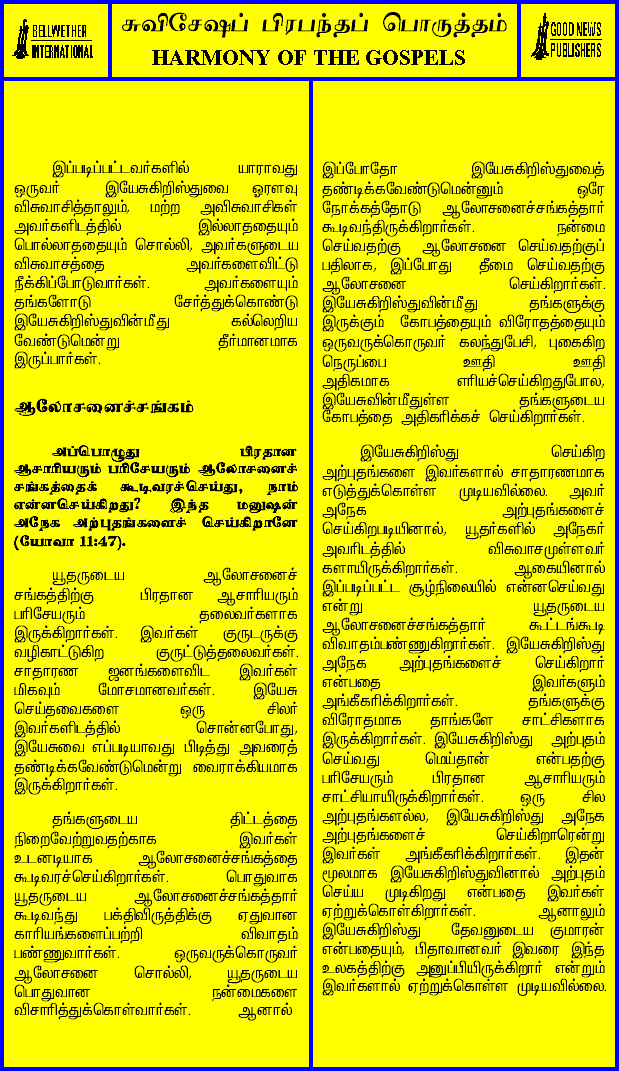 BELLWETHER
INTERNATIONAL
சுவிசேஷப் பிரபந்தப் பொருத்தம்
HARMONY OF THE GOSPELS
GOOD NEWS
PUBLISHERS
இப்படிப்பட்டவர்களில் யாராவது
ஒருவர் இயேசுகிறிஸ்துவை ஓரளவு
விசுவாசித்தாலும், மற்ற அவிசுவாசிகள்
அவர்களிடத்தில் இல்லாததையும்
பொல்லாததையும் சொல்லி, அவர்களுடைய
விசுவாசத்தை அவர்களைவிட்டு
நீக்கிப்போடுவார்கள். அவர்களையும்
தங்களோடு சேர்த்துக்கொண்டு
இயேசுகிறிஸ்துவின்மீது கல்லெறிய
வேண்டுமென்று தீர்மானமாக
இருப்பார்கள்.
ஆலோசனைச்சங்கம்
அப்பொழுது பிரதான
ஆசாரியரும் பரிசேயரும் ஆலோசனைச்
சங்கத்தைக் கூடிவரச்செய்து, நாம்
என்னசெய்கிறது? இந்த மனுஷன்
அநேக அற்புதங்களைச் செய்கிறானே
(யோவா 11:47).
யூதருடைய ஆலோசனைச்
சங்கத்திற்கு பிரதான ஆசாரியரும்
பரிசேயரும் தலைவர்களாக
இருக்கிறார்கள். இவர்கள் குருடருக்கு
வழிகாட்டுகிற குருட்டுத்தலைவர்கள்.
சாதாரண ஜனங்களைவிட இவர்கள்
மிகவும் மோசமானவர்கள். இயேசு
செய்தவைகளை ஒரு சிலர்
இவர்களிடத்தில் சொன்னபோது,
இயேசுவை எப்படியாவது பிடித்து அவரைத்
தண்டிக்கவேண்டுமென்று வைராக்கியமாக
இருக்கிறார்கள்.
தங்களுடைய திட்டத்தை
நிறைவேற்றுவதற்காக இவர்கள்
உடனடியாக ஆலோசனைச்சங்கத்தை
கூடிவரச்செய்கிறார்கள். பொதுவாக
யூதருடைய ஆலோசனைச்சங்கத்தார்
கூடிவந்து பக்திவிருத்திக்கு ஏதுவான
காரியங்களைப்பற்றி விவாதம்
பண்ணுவார்கள். ஒருவருக்கொருவர்
ஆலோசனை சொல்லி, யூதருடைய
பொதுவான நன்மைகளை
விசாரித்துக்கொள்வார்கள். ஆனால்
இப்போதோ இயேசுகிறிஸ்துவைத்
தண்டிக்கவேண்டுமென்னும் ஒரே
நோக்கத்தோடு ஆலோசனைச்சங்கத்தார்
கூடிவந்திருக்கிறார்கள். நன்மை
செய்வதற்கு ஆலோசனை செய்வதற்குப்
பதிலாக, இப்போது தீமை செய்வதற்கு
ஆலோசனை செய்கிறார்கள்.
இயேசுகிறிஸ்துவின்மீது தங்களுக்கு
இருக்கும் கோபத்தையும் விரோதத்தையும்
ஒருவருக்கொருவர் கலந்துபேசி, புகைகிற
நெருப்பை ஊதி ஊதி
அதிகமாக எரியச்செய்கிறதுபோல,
இயேசுவின்மீதுள்ள தங்களுடைய
கோபத்தை அதிகரிக்கச் செய்கிறார்கள்.
இயேசுகிறிஸ்து செய்கிற
அற்புதங்களை இவர்களால் சாதாரணமாக
எடுத்துக்கொள்ள முடியவில்லை. அவர்
அநேக அற்புதங்களைச்
செய்கிறபடியினால், யூதர்களில் அநேகர்
அவரிடத்தில் விசுவாசமுள்ளவர்
களாயிருக்கிறார்கள். ஆகையினால்
இப்படிப்பட்ட சூழ்நிலையில் என்னசெய்வது
என்று யூதருடைய
ஆலோசனைச்சங்கத்தார் கூட்டங்கூடி
விவாதம்பண்ணுகிறார்கள். இயேசுகிறிஸ்து
அநேக அற்புதங்களைச் செய்கிறார்
என்பதை இவர்களும்
அங்கீகரிக்கிறார்கள். தங்களுக்கு
விரோதமாக தாங்களே சாட்சிகளாக
இருக்கிறார்கள். இயேசுகிறிஸ்து அற்புதம்
செய்வது மெய்தான் என்பதற்கு
பரிசேயரும் பிரதான ஆசாரியரும்
சாட்சியாயிருக்கிறார்கள். ஒரு சில
அற்புதங்களல்ல, இயேசுகிறிஸ்து அநேக
அற்புதங்களைச் செய்கிறாரென்று
இவர்கள் அங்கீகரிக்கிறார்கள். இதன்
மூலமாக இயேசுகிறிஸ்துவினால் அற்புதம்
செய்ய முடிகிறது என்பதை இவர்கள்
ஏற்றுக்கொள்கிறார்கள். ஆனாலும்
இயேசுகிறிஸ்து தேவனுடைய குமாரன்
என்பதையும், பிதாவானவர் இவரை இந்த
உலகத்திற்கு அனுப்பியிருக்கிறார் என்றும்
இவர்களால் ஏற்றுக்கொள்ள முடியவில்லை.